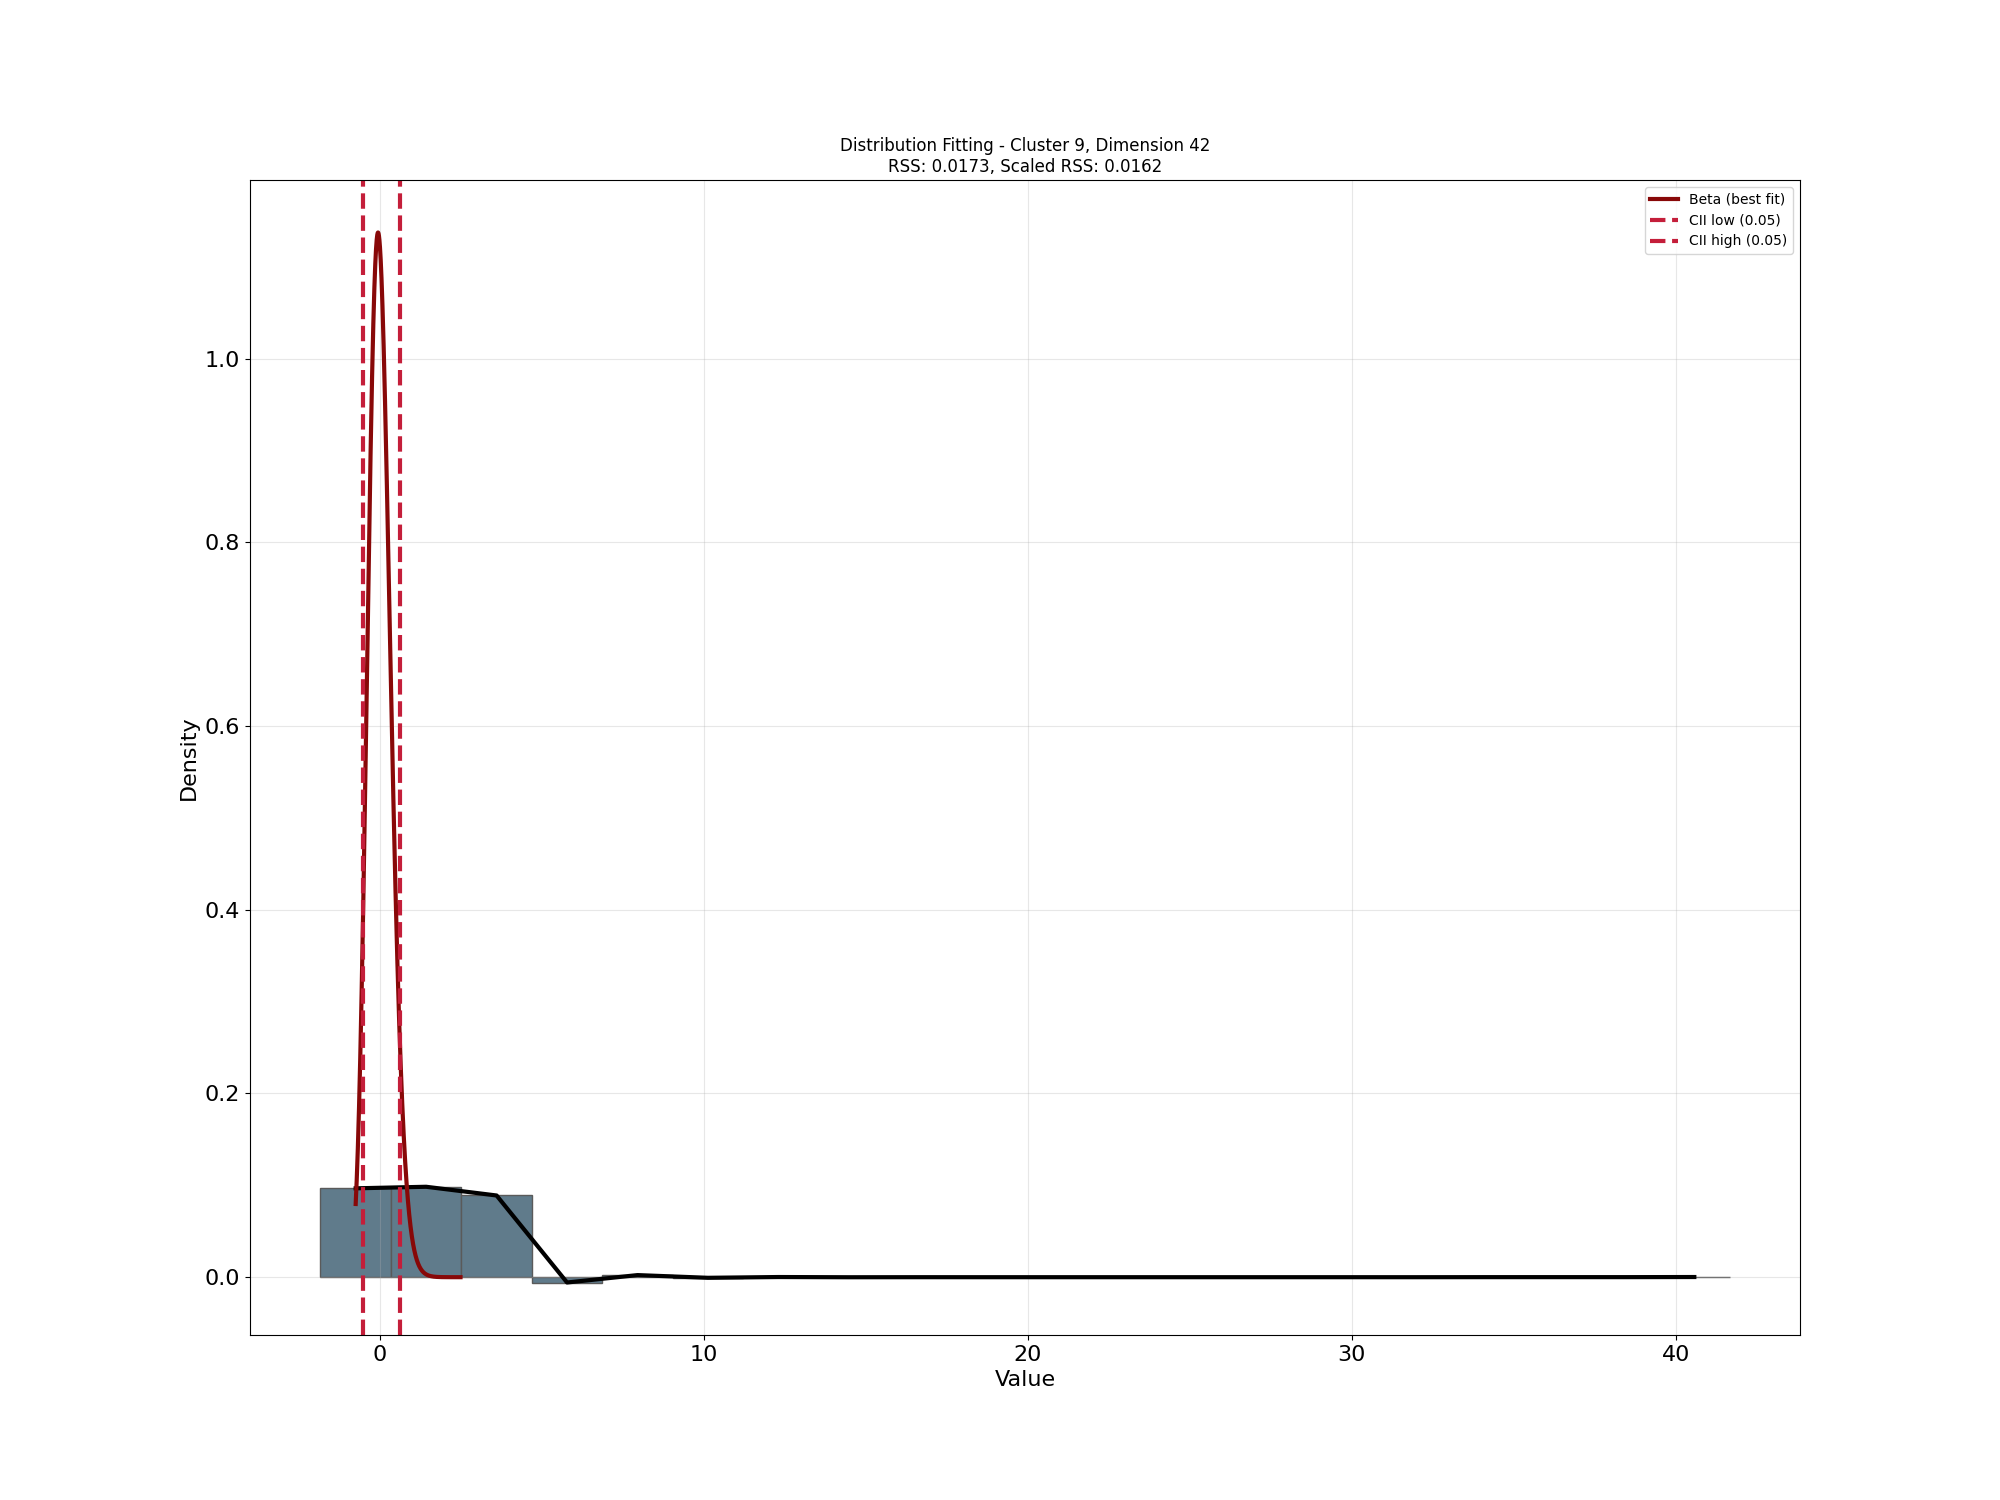 Distribution Fitting - Cluster 9, Dimension 42
RSS: 0.0173, Scaled RSS: 0.0162
Beta (best fit)
CII low (0.05)
CII high (0.05)
Density
1.0
0.8
0.6
0.4
0.2
0.0
0 10 20 30 40
Value